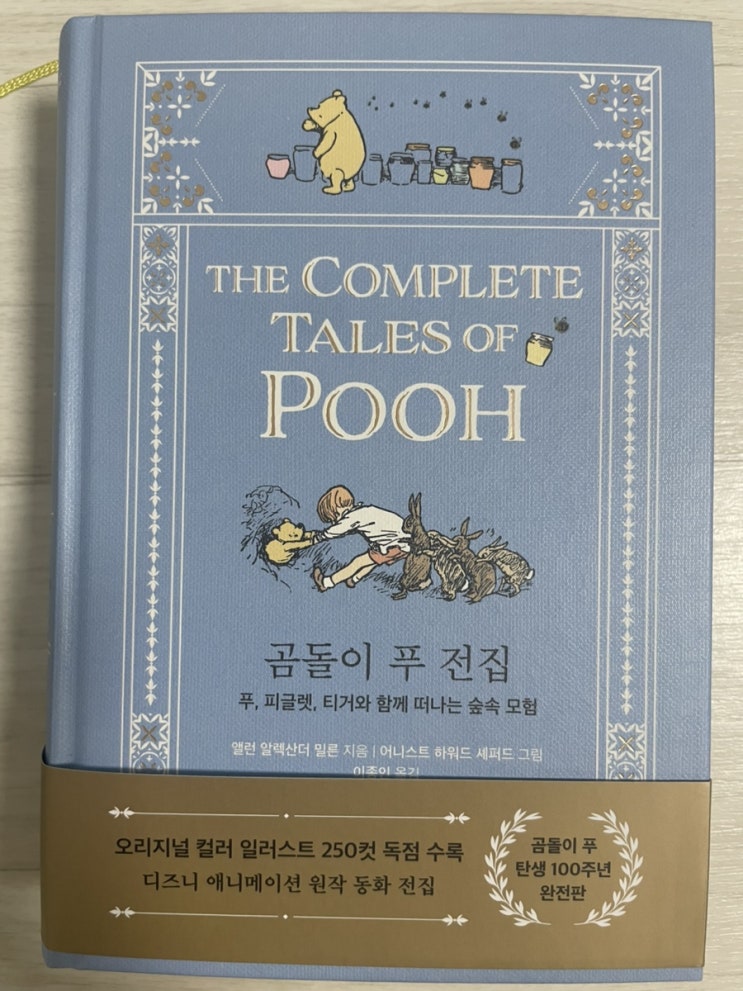 THE COMPLETE
TALES OF
POOH
곰돌이 푸 전집
푸, 피글렛, 티거와 함께 떠나는 숲속 모험
앨런 알렉산더 밀른 지음 | 어니스트 하워드 셰퍼드 그림
이종인 옮김
오리지널 컬러 일러스트 250컷 독점 수록
디즈니 애니메이션 원작 동화 전집
곰돌이 푸
탄생 100주년
완전판